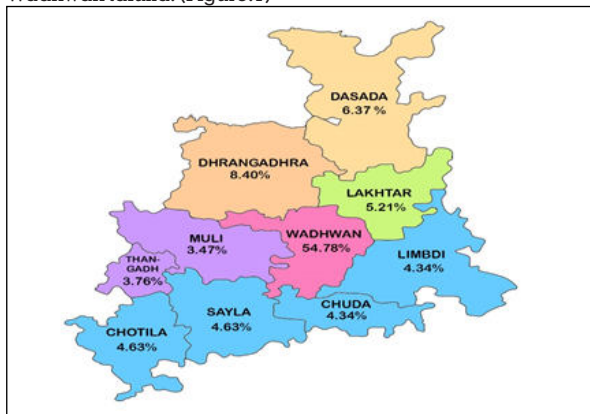 Wadhwan taluka. (Figure.1)
DASADA
6.37 %
DHRANGADHRA
8.40%
LAKHTAR
5.21%
MULI
3.47%
WADHWAN
54.78%
LIMBDI
4.34%
THAN-
GADH
3.76%
SAYLA
4.63%
CHUDA
4.34%
CHOTILA
4.63%